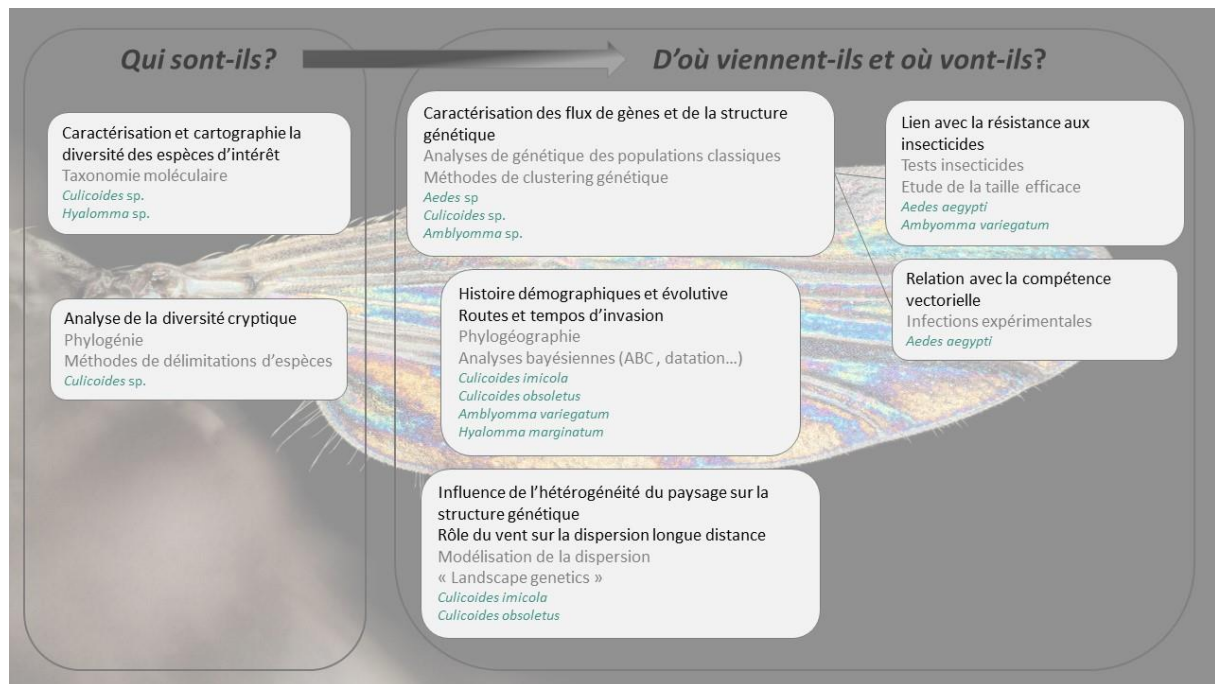 Qui sont-ils?
D'où viennent-ils et où vont-ils?
Caractérisation et cartographie la
diversité des espèces d'intérêt
Taxonomie moléculaire
Culicoides sp.
Hyalomma sp.
Analyse de la diversité cryptique
Phylogénie
Méthodes de délimitations d'espèces
Culicoides sp.
Caractérisation des flux de gènes et de la structure
génétique
Analyses de génétique des populations classiques
Méthodes de clustering génétique
Aedes sp
Culicoides sp.
Amblyomma sp.
Histoire démographiques et évolutive
Routes et tempos d'invasion
Phylogéographie
Analyses bayésiennes (ABC , datation…)
Culicoides imicola
Culicoides obsoletus
Amblyomma variegatum
Hyalomma marginatum
Influence de l'hétérogénéité du paysage sur la
structure génétique
Rôle du vent sur la dispersion longue distance
Modélisation de la dispersion
« Landscape genetics »
Culicoides imicola
Culicoides obsoletus
Lien avec la résistance aux
insecticides
Tests insecticides
Etude de la taille efficace
Aedes aegypti
Ambyomma variegatum
Relation avec la compétence
vectorielle
Infections expérimentales
Aedes aegypti